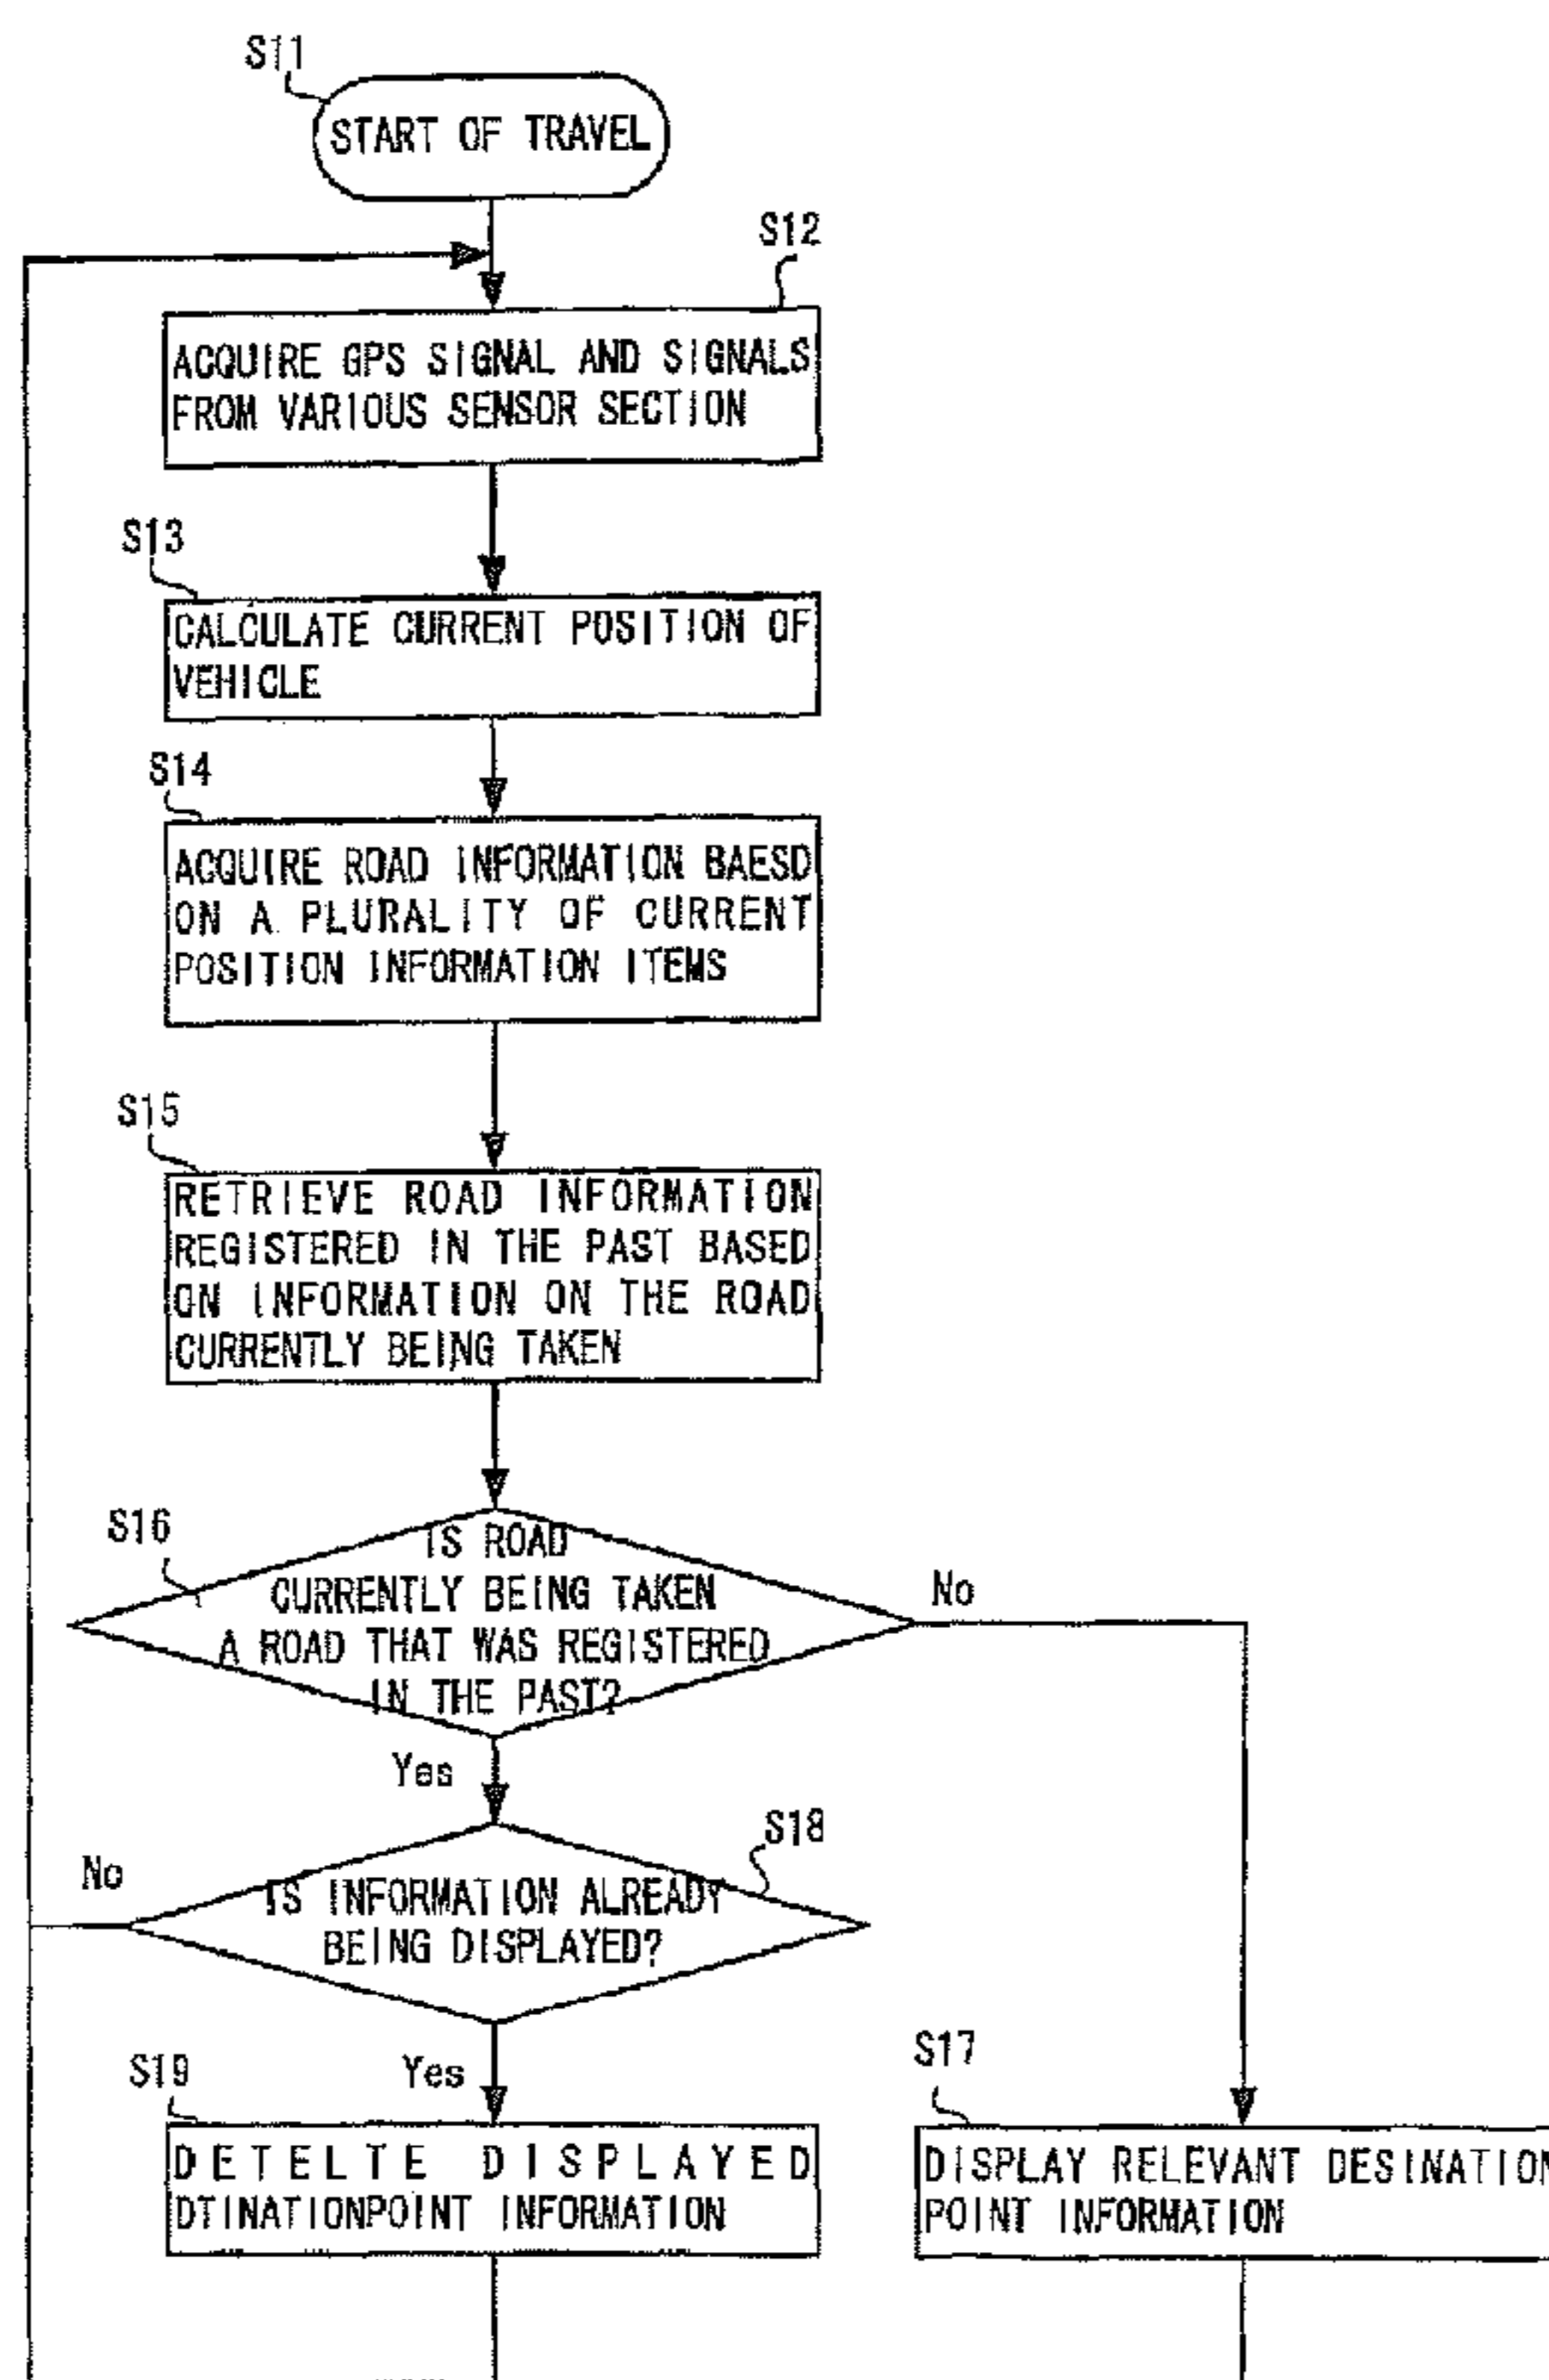 S11
START OF TRAVEL
S12
ACQUIRE GPS SIGNAL AND SIGNALS
FROM VARIOUS SENSOR SECTION
S13
CALCULATE CURRENT POSITION OF
VEHICLE
S14
ACQUIRE ROAD INFORMATION BAESD
ON A PLURALITY OF CURRENT
POSITION INFORMATION ITEMS
S15
RETRIEVE ROAD INFORMATION
REGISTERED IN THE PAST BASED
ON INFORMATION ON THE ROAD
CURRENTLY BEING TAKEN
S16
IS ROAD
CURRENTLY BEING TAKEN
A ROAD THAT WAS REGISTERED
IN THE PAST?
No
Yes
S18
No
IS INFORMATION ALREADY
BEING DISPLAYED?
Yes
S19
DETELTE DISPLAYED
DTINATIONPOINT INFORMATION
S17
DISPLAY RELEVANT DESINATION
POINT INFORMATION